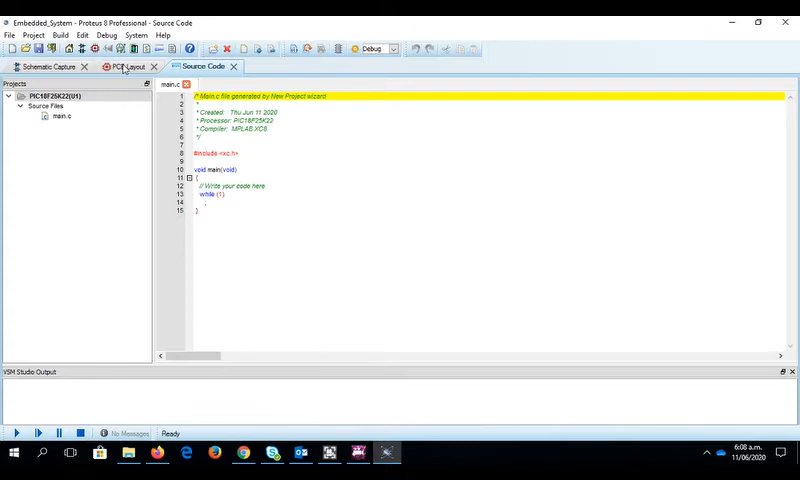 Embedded_System - Proteus 8 Professional - Source Code
File Project Build Edit Debug System Help
Debug
Schematic Capture PCB Layout Source Code
Projects
main.c
PIC18F25K22(U1)
Source Files
main.c
1 /* Main.c file generated by New Project wizard
2 *
3 * Created: Thu Jun 11 2020
4 * Processor: PIC18F25K22
5 * Compiler: MPLAB XC8
6 */
7
8 #include <xc.h>
9
10 void main(void)
11 {
12 // Write your code here
13 while (1)
14 ;
15 }
VSM Studio Output
No Messages Ready
6:08 a.m.
11/06/2020